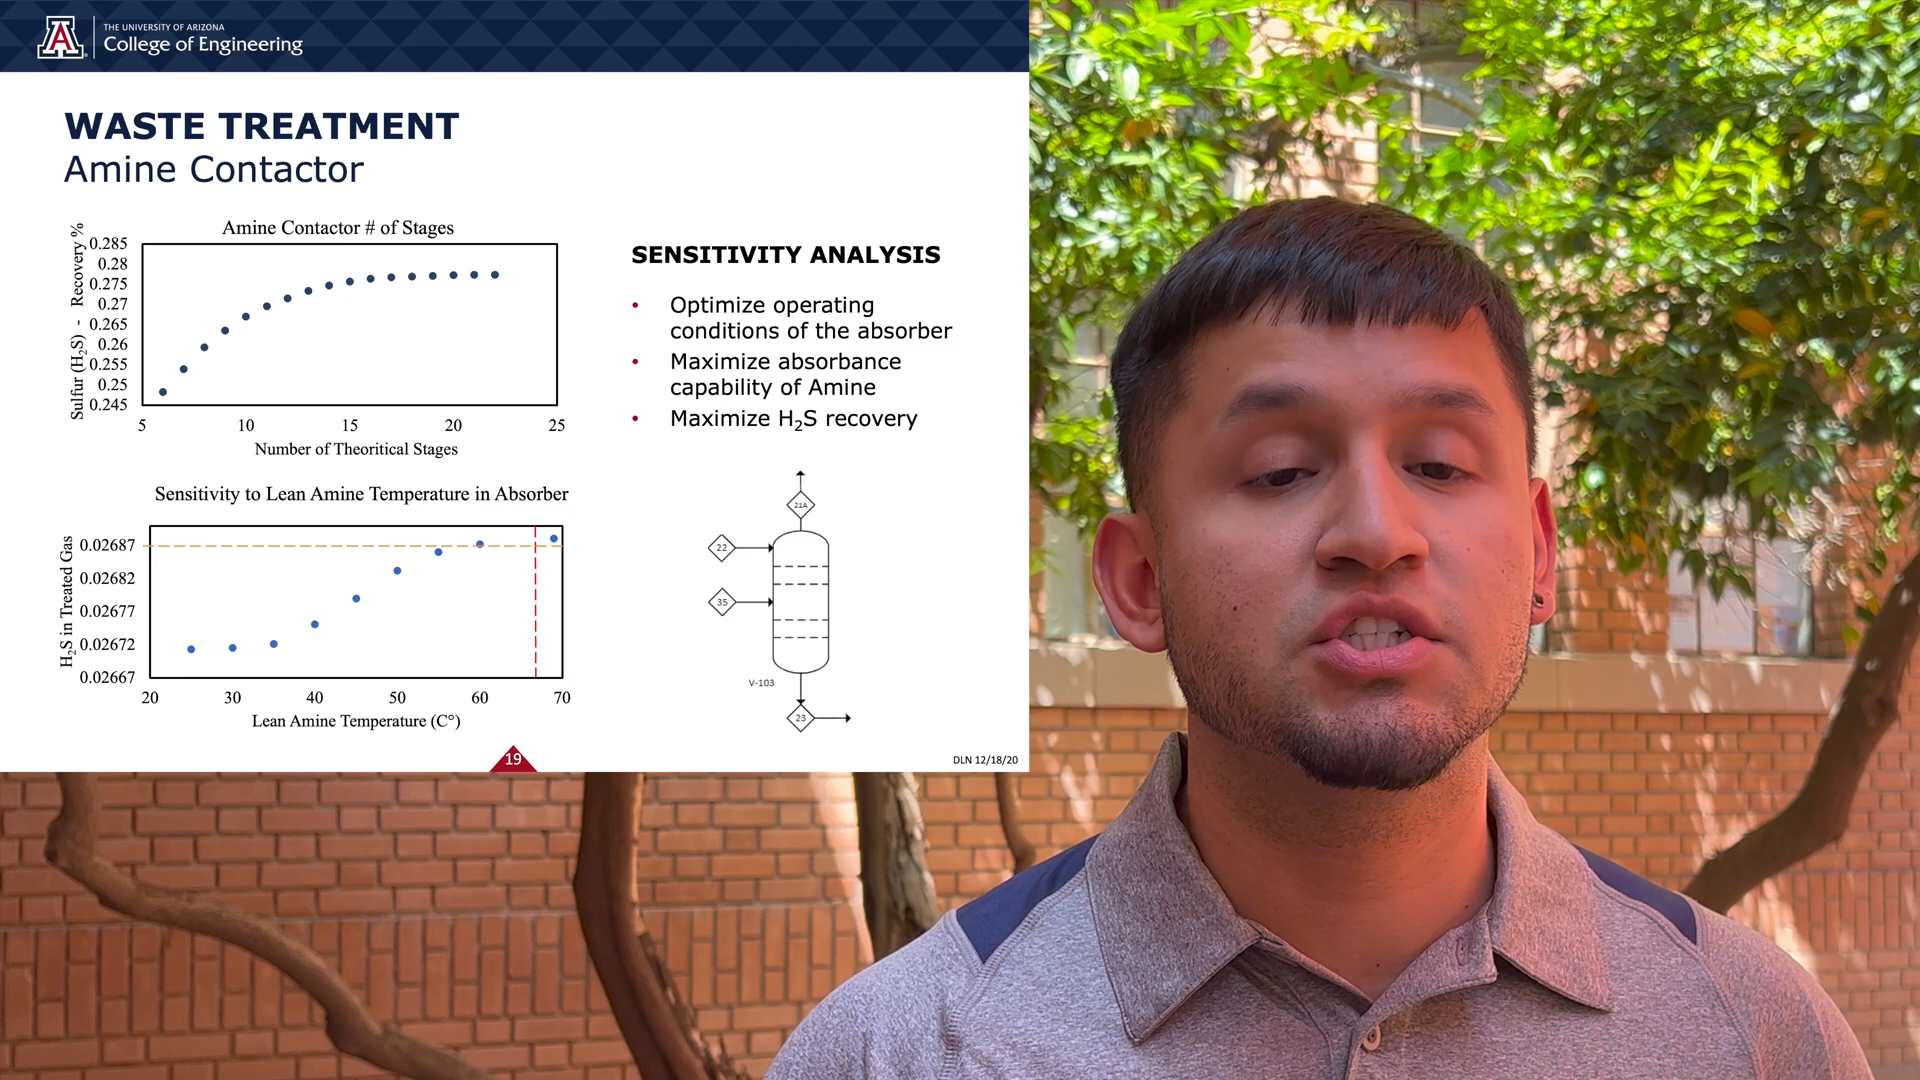 THE UNIVERSITY OF ARIZONA
College of Engineering
WASTE TREATMENT
Amine Contactor
Amine Contactor # of Stages
Sulfur (H₂S) - Recovery %
0.285
0.28
0.275
0.27
0.265
0.26
0.255
0.25
0.245
5 10 15 20 25
Number of Theoritical Stages
SENSITIVITY ANALYSIS
• Optimize operating
conditions of the absorber
• Maximize absorbance
capability of Amine
• Maximize H₂S recovery
Sensitivity to Lean Amine Temperature in Absorber
H₂S in Treated Gas
0.02687
0.02682
0.02677
0.02672
0.02667
20 30 40 50 60 70
Lean Amine Temperature (C°)
21A
22
35
V-103
23
19
DLN 12/18/20